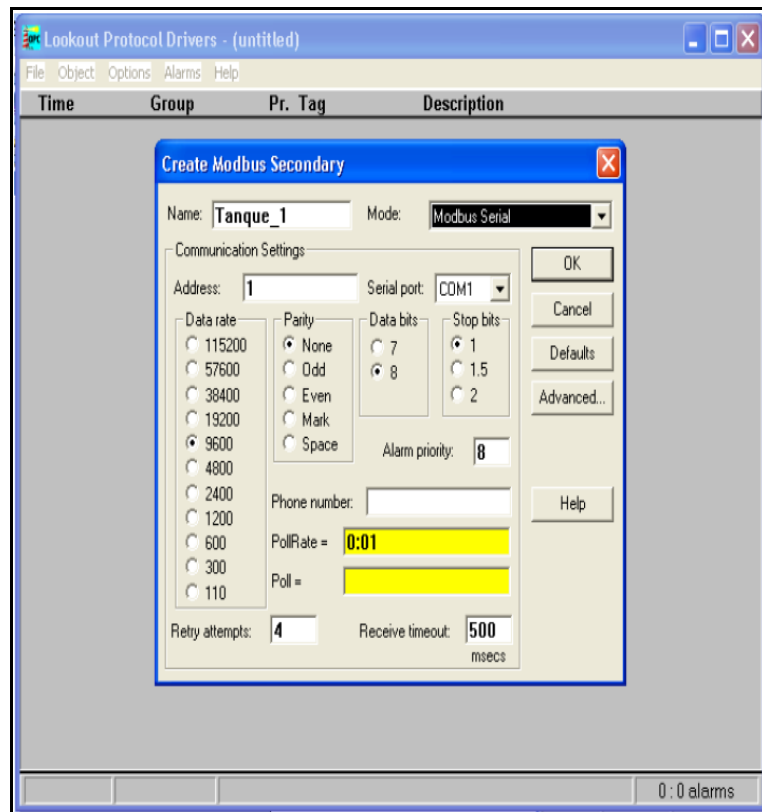 Lookout Protocol Drivers - (untitled)
File Object Options Alarms Help
Time Group Pr. Tag Description
Create Modbus Secondary
Name: Tanque_1 Mode: Modbus Serial
Communication Settings
OK
Address: 1 Serial port: COM1
Cancel
Data rate Parity Data bits Stop bits
115200 None 7 1
Defaults
57600 Odd 8 1.5
38400 Even 2
Advanced...
19200 Mark
9600 Space Alarm priority: 8
4800
2400 Phone number:
Help
1200
600 PollRate = 0:01
300
110 Poll =
Retry attempts: 4 Receive timeout: 500
msecs
0 : 0 alarms